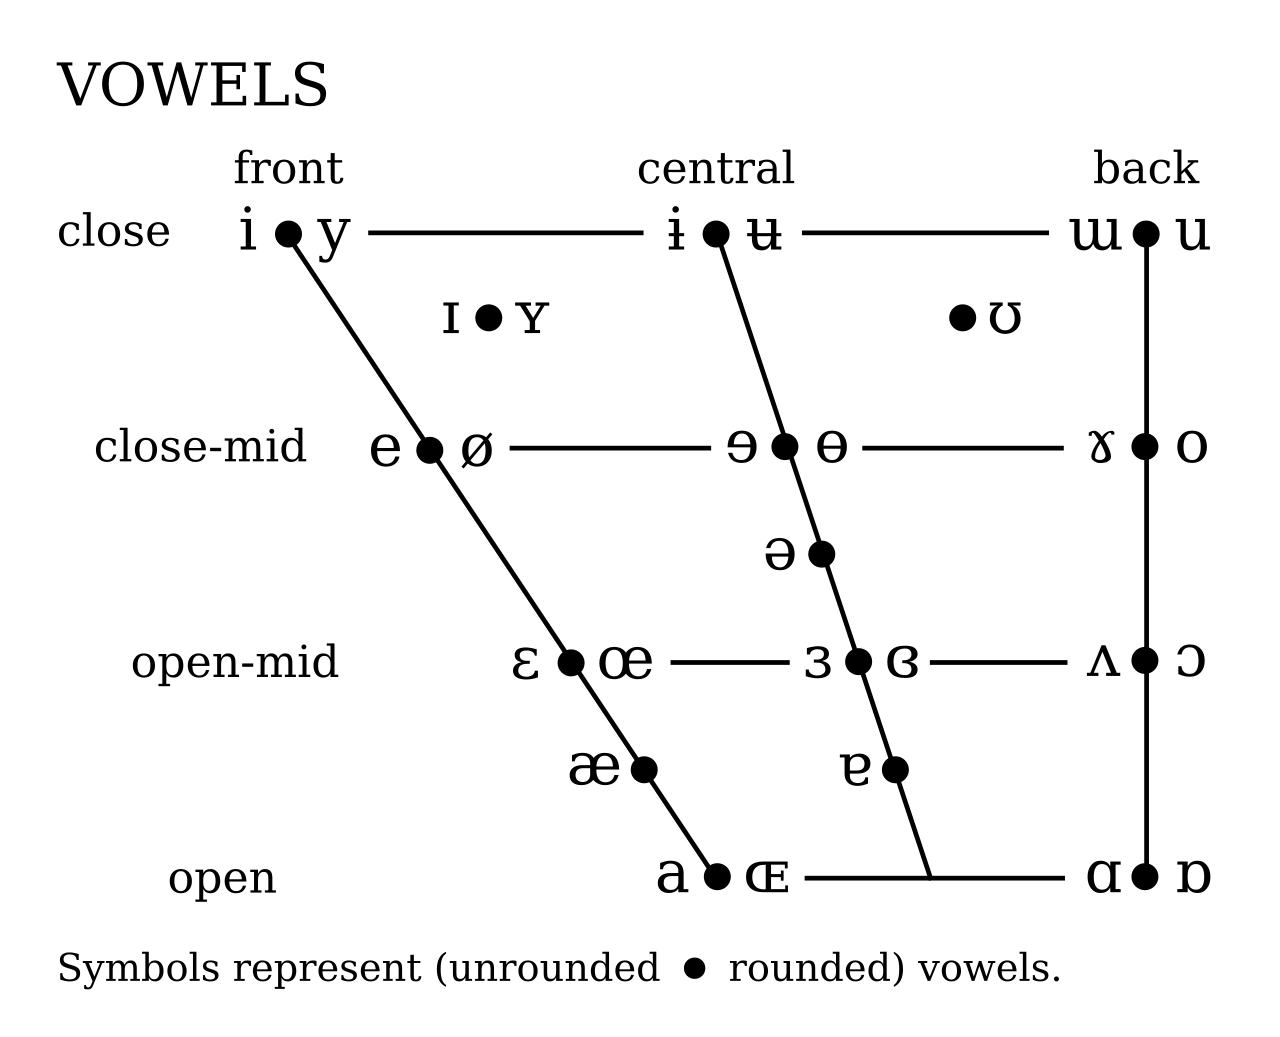 VOWELS
front central back
close i • y ɨ • ʉ ɯ • u
ɪ • ʏ • ʊ
close-mid e • ø ɘ • ɵ ɤ • o
ə •
open-mid ɛ • œ ɜ • ɞ ʌ • ɔ
æ • ɐ •
open a • ɶ ɑ • ɒ
Symbols represent (unrounded • rounded) vowels.